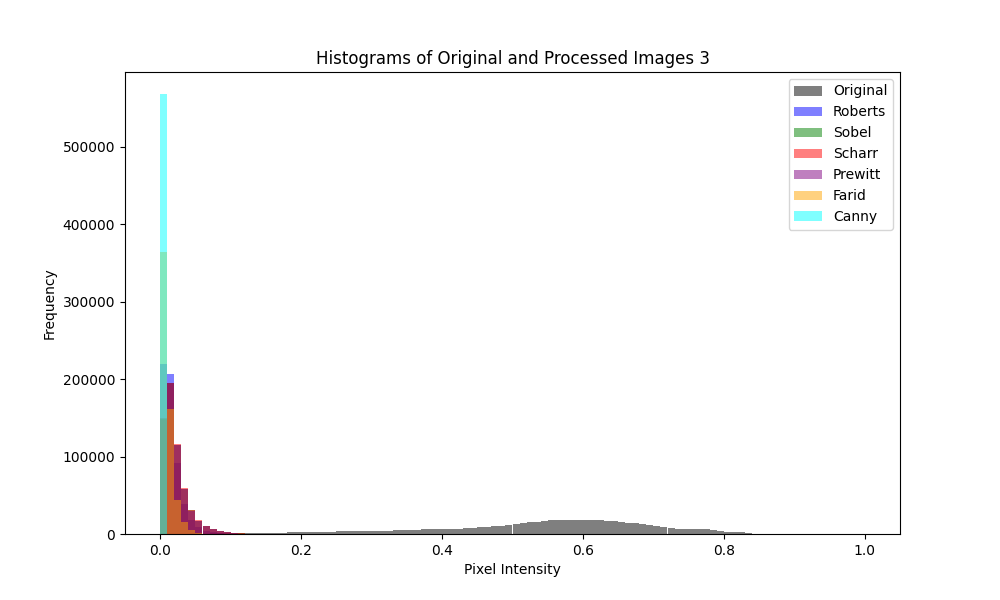 Histograms of Original and Processed Images 3
Original
Roberts
Sobel
Scharr
Prewitt
Farid
Canny
Frequency
500000
400000
300000
200000
100000
0
0.0 0.2 0.4 0.6 0.8 1.0
Pixel Intensity